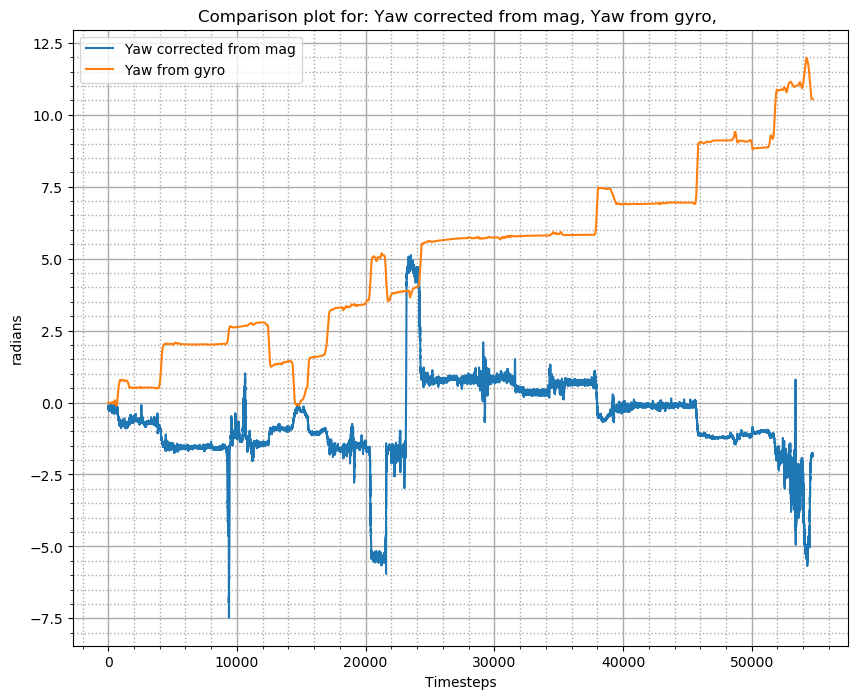 Comparison plot for: Yaw corrected from mag, Yaw from gyro,
Yaw corrected from mag
Yaw from gyro
12.5
10.0
7.5
5.0
2.5
0.0
−2.5
−5.0
−7.5
radians
0 10000 20000 30000 40000 50000
Timesteps